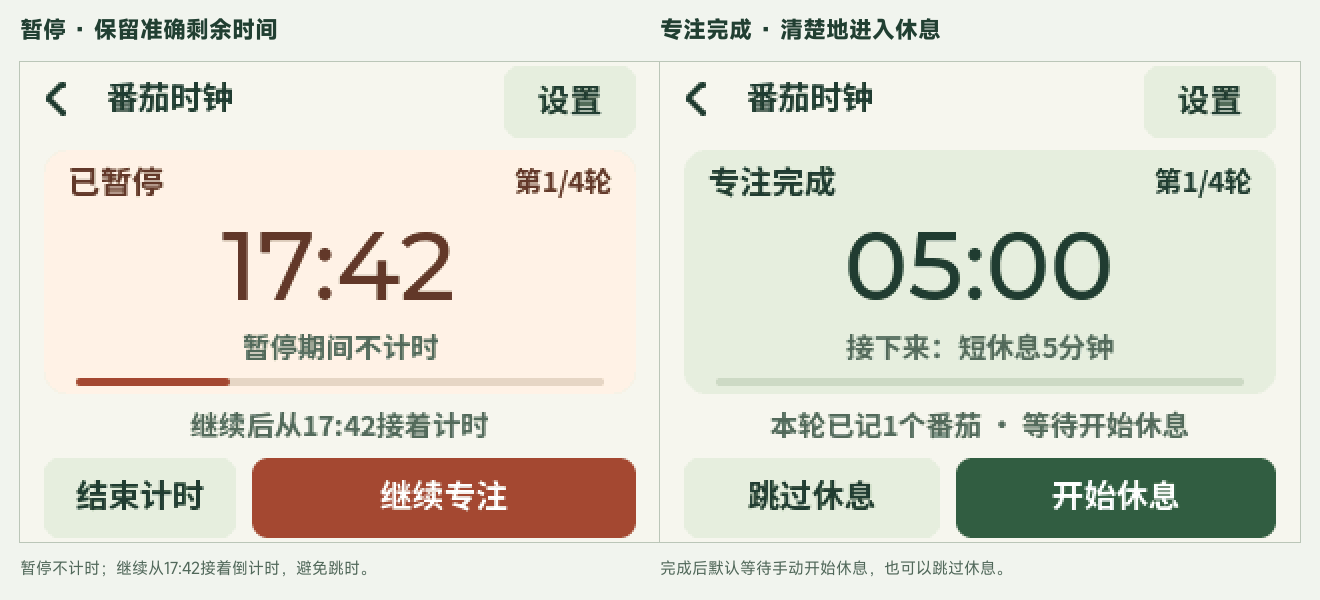 暂停 · 保留准确剩余时间
番茄时钟
设置
已暂停
第1/4轮
17:42
暂停期间不计时
继续后从17:42接着计时
结束计时
继续专注
暂停不计时；继续从17:42接着倒计时，避免跳时。
专注完成 · 清楚地进入休息
番茄时钟
设置
专注完成
第1/4轮
05:00
接下来：短休息5分钟
本轮已记1个番茄 · 等待开始休息
跳过休息
开始休息
完成后默认等待手动开始休息，也可以跳过休息。